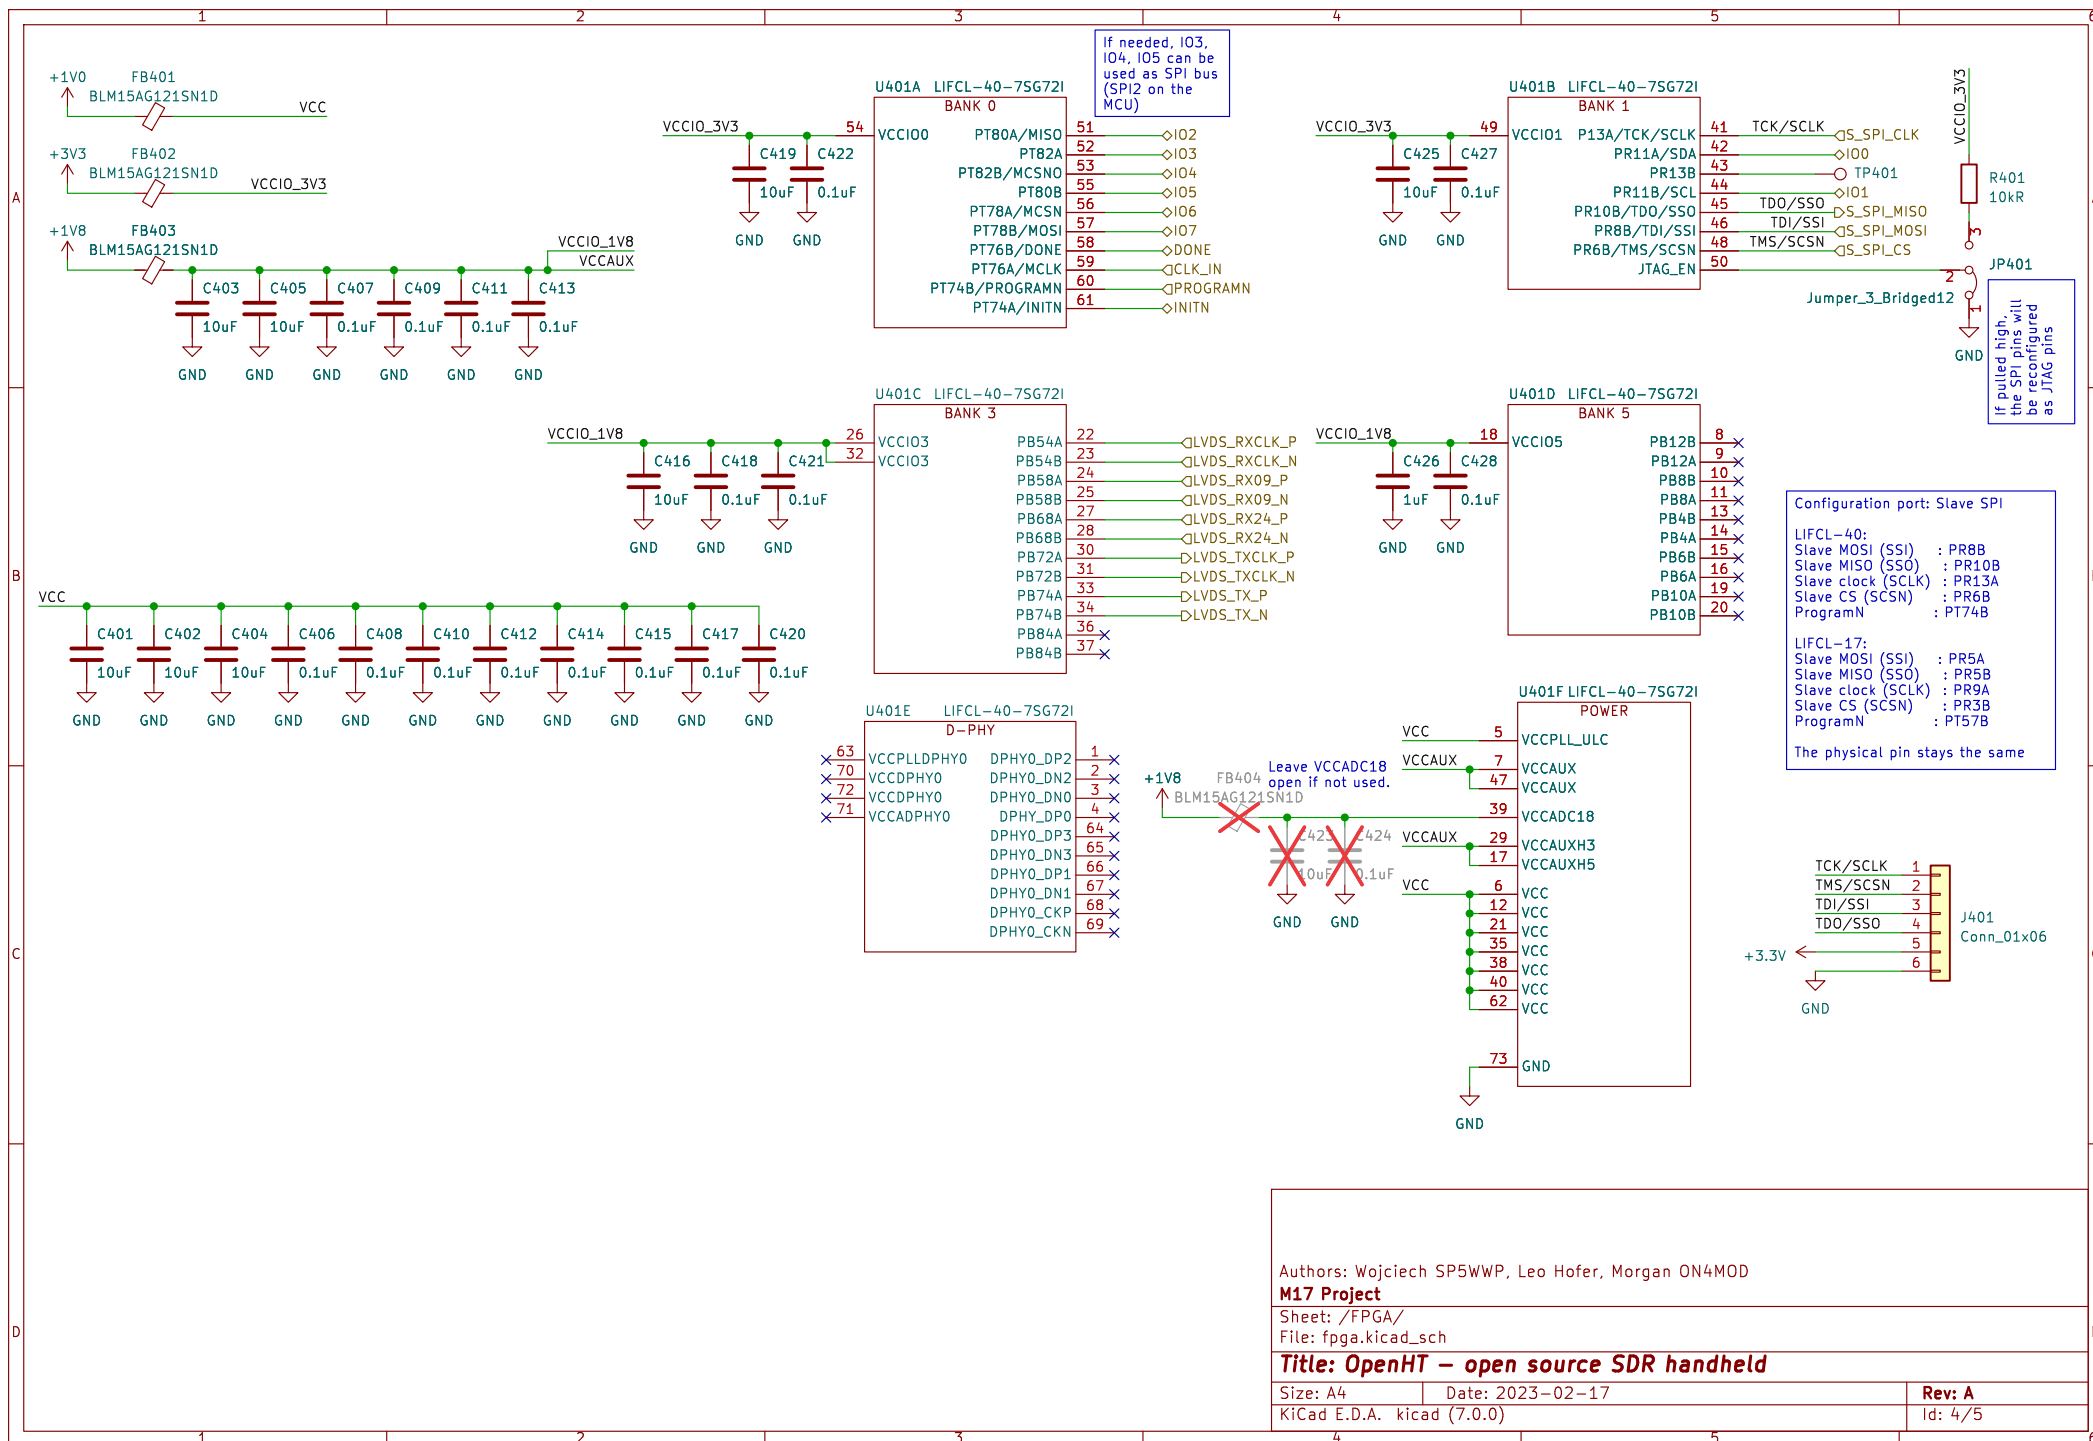 1 2 3 4 5 6
If needed, IO3,
IO4, IO5 can be
used as SPI bus
(SPI2 on the
MCU)
+1V0
FB401
BLM15AG121SN1D
VCC
+3V3
FB402
BLM15AG121SN1D
VCCIO_3V3
+1V8
FB403
BLM15AG121SN1D
VCCIO_1V8
VCCAUX
C403 C405 C407 C409 C411 C413
10uF 10uF 0.1uF 0.1uF 0.1uF 0.1uF
GND GND GND GND GND GND
U401A LIFCL-40-7SG72I
BANK 0
VCCIO_3V3
54 VCCIO0
C419 C422
10uF 0.1uF
GND GND
PT80A/MISO 51 IO2
PT82A 52 IO3
PT82B/MCSNO 53 IO4
PT80B 55 IO5
PT78A/MCSN 56 IO6
PT78B/MOSI 57 IO7
PT76B/DONE 58 DONE
PT76A/MCLK 59 CLK_IN
PT74B/PROGRAMN 60 PROGRAMN
PT74A/INITN 61 INITN
U401B LIFCL-40-7SG72I
BANK 1
VCCIO_3V3
49 VCCIO1
C425 C427
10uF 0.1uF
GND GND
P13A/TCK/SCLK 41 TCK/SCLK S_SPI_CLK
PR11A/SDA 42 IO0
PR13B 43 TP401
PR11B/SCL 44 IO1
PR10B/TDO/SSO 45 TDO/SSO S_SPI_MISO
PR8B/TDI/SSI 46 TDI/SSI S_SPI_MOSI
PR6B/TMS/SCSN 48 TMS/SCSN S_SPI_CS
JTAG_EN 50
VCCIO_3V3
R401
10kR
3
2
1
JP401
Jumper_3_Bridged12
GND
If pulled high,
the SPI pins will
be reconfigured
as JTAG pins
U401C LIFCL-40-7SG72I
BANK 3
VCCIO_1V8
26 VCCIO3
32 VCCIO3
C416 C418 C421
10uF 0.1uF 0.1uF
GND GND GND
PB54A 22 LVDS_RXCLK_P
PB54B 23 LVDS_RXCLK_N
PB58A 24 LVDS_RX09_P
PB58B 25 LVDS_RX09_N
PB68A 27 LVDS_RX24_P
PB68B 28 LVDS_RX24_N
PB72A 30 LVDS_TXCLK_P
PB72B 31 LVDS_TXCLK_N
PB74A 33 LVDS_TX_P
PB74B 34 LVDS_TX_N
PB84A 36
PB84B 37
U401D LIFCL-40-7SG72I
BANK 5
VCCIO_1V8
18 VCCIO5
C426 C428
1uF 0.1uF
GND GND
PB12B 8
PB12A 9
PB8B 10
PB8A 11
PB4B 13
PB4A 14
PB6B 15
PB6A 16
PB10A 19
PB10B 20
Configuration port: Slave SPI
LIFCL-40:
Slave MOSI (SSI) : PR8B
Slave MISO (SSO) : PR10B
Slave clock (SCLK) : PR13A
Slave CS (SCSN) : PR6B
ProgramN : PT74B
LIFCL-17:
Slave MOSI (SSI) : PR5A
Slave MISO (SSO) : PR5B
Slave clock (SCLK) : PR9A
Slave CS (SCSN) : PR3B
ProgramN : PT57B
The physical pin stays the same
VCC
C401 C402 C404 C406 C408 C410 C412 C414 C415 C417 C420
10uF 10uF 10uF 0.1uF 0.1uF 0.1uF 0.1uF 0.1uF 0.1uF 0.1uF 0.1uF
GND GND GND GND GND GND GND GND GND GND GND
U401E LIFCL-40-7SG72I
D-PHY
63 VCCPLLDPHY0 DPHY0_DP2 1
70 VCCDPHY0 DPHY0_DN2 2
72 VCCDPHY0 DPHY0_DN0 3
71 VCCADPHY0 DPHY_DP0 4
DPHY0_DP3 64
DPHY0_DN3 65
DPHY0_DP1 66
DPHY0_DN1 67
DPHY0_CKP 68
DPHY0_CKN 69
+1V8
FB404
BLM15AG121SN1D
Leave VCCADC18
open if not used.
C423 C424
10uF 0.1uF
GND GND
U401F LIFCL-40-7SG72I
POWER
VCC 5 VCCPLL_ULC
VCCAUX 7 VCCAUX
47 VCCAUX
39 VCCADC18
VCCAUX 29 VCCAUXH3
17 VCCAUXH5
VCC 6 VCC
12 VCC
21 VCC
35 VCC
38 VCC
40 VCC
62 VCC
73 GND
GND
TCK/SCLK 1
TMS/SCSN 2
TDI/SSI 3
TDO/SSO 4
+3.3V 5
6
GND
J401
Conn_01x06
A
B
C
D
Authors: Wojciech SP5WWP, Leo Hofer, Morgan ON4MOD
M17 Project
Sheet: /FPGA/
File: fpga.kicad_sch
Title: OpenHT – open source SDR handheld
Size: A4 Date: 2023-02-17 Rev: A
KiCad E.D.A. kicad (7.0.0) Id: 4/5
1 2 3 4 5